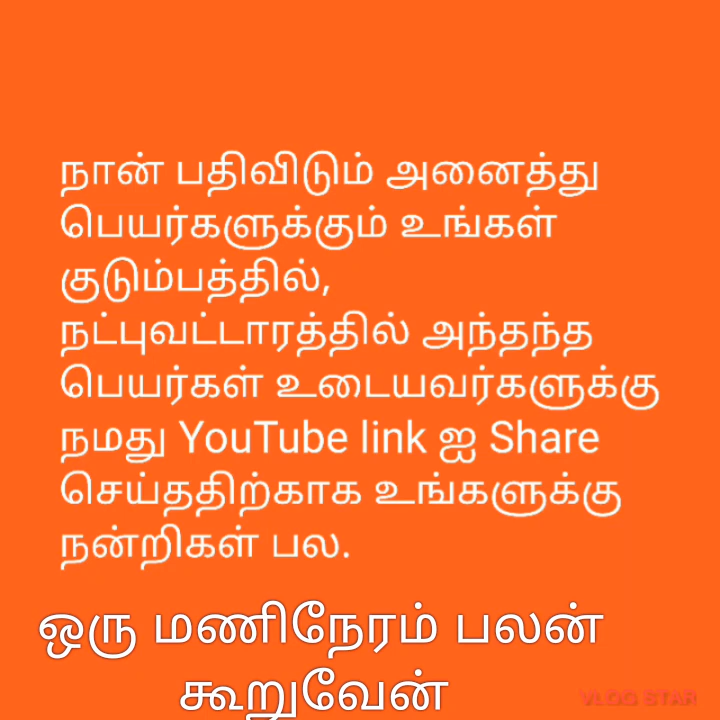 நான் பதிவிடும் அனைத்து
பெயர்களுக்கும் உங்கள்
குடும்பத்தில்,
நட்புவட்டாரத்தில் அந்தந்த
பெயர்கள் உடையவர்களுக்கு
நமது YouTube link ஐ Share
செய்ததிற்காக உங்களுக்கு
நன்றிகள் பல.
ஒரு மணிநேரம் பலன்
கூறுவேன்
VLOG STAR